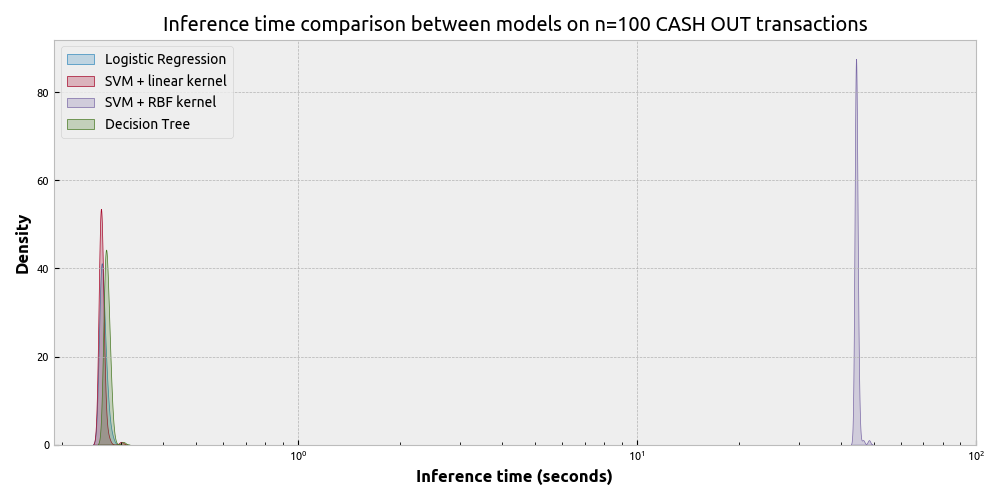 Inference time comparison between models on n=100 CASH OUT transactions
Logistic Regression
SVM + linear kernel
SVM + RBF kernel
Decision Tree
Density
80
60
40
20
0
10⁰
10¹
10²
Inference time (seconds)